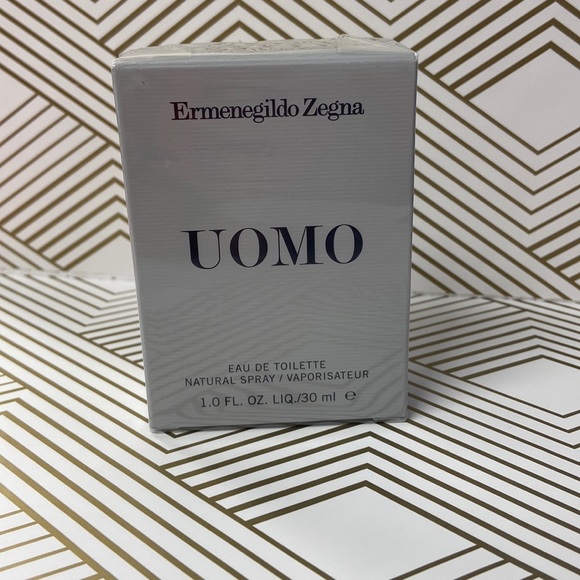 Ermenegildo Zegna
UOMO
EAU DE TOILETTE
NATURAL SPRAY / VAPORISATEUR
1.0 FL. OZ. LIQ./30 ml ℮